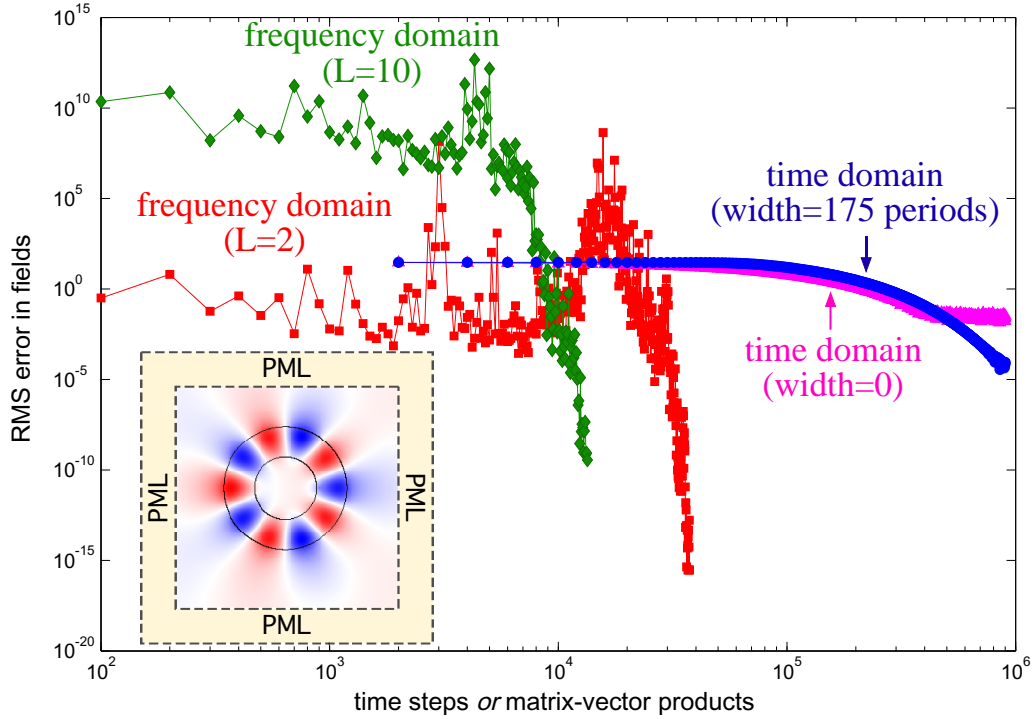 10^15
10^10
10^5
10^0
10^-5
10^-10
10^-15
10^-20
RMS error in fields
frequency domain
(L=10)
frequency domain
(L=2)
time domain
(width=175 periods)
time domain
(width=0)
PML
PML
PML
PML
10^2
10^3
10^4
10^5
10^6
time steps or matrix-vector products